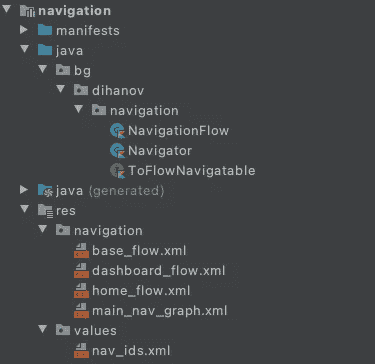 navigation
manifests
java
bg
dihanov
navigation
NavigationFlow
Navigator
ToFlowNavigatable
java (generated)
res
navigation
base_flow.xml
dashboard_flow.xml
home_flow.xml
main_nav_graph.xml
values
nav_ids.xml